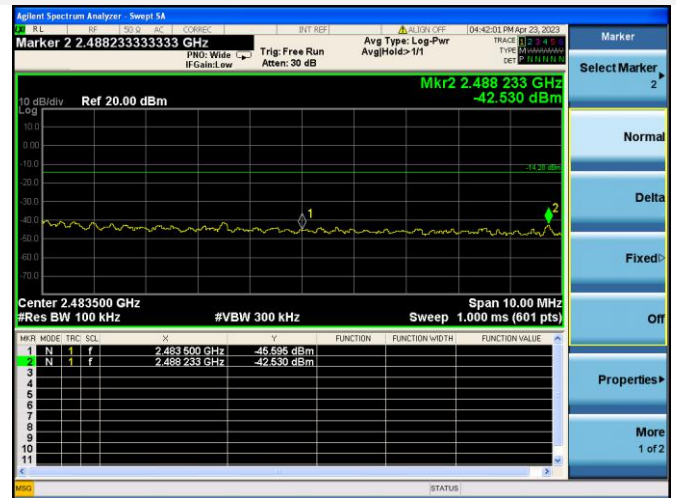 Agilent Spectrum Analyzer - Swept SA
RL RF 50 Ω AC CORREC INT REF ALIGN OFF 04:42:01 PM Apr 23, 2023
Marker 2 2.488233333333 GHz
PNO: Wide
IFGain:Low
Trig: Free Run
Atten: 30 dB
Avg Type: Log-Pwr
Avg|Hold>1/1
TRACE 1 2 3 4 5 6
TYPE M
DET P N N N N N
Mkr2 2.488 233 GHz
-42.530 dBm
10 dB/div Ref 20.00 dBm
Log
10.0
0.00
-10.0
-14.28 dBm
-20.0
-30.0
-40.0
1
2
-50.0
-60.0
-70.0
Center 2.483500 GHz Span 10.00 MHz
#Res BW 100 kHz #VBW 300 kHz Sweep 1.000 ms (601 pts)
MKR MODE TRC SCL X Y FUNCTION FUNCTION WIDTH FUNCTION VALUE
1 N 1 f 2.483 500 GHz -45.595 dBm
2 N 1 f 2.488 233 GHz -42.530 dBm
3
4
5
6
7
8
9
10
11
MSG STATUS
Marker
Select Marker
2
Normal
Delta
Fixed
Off
Properties
More
1 of 2